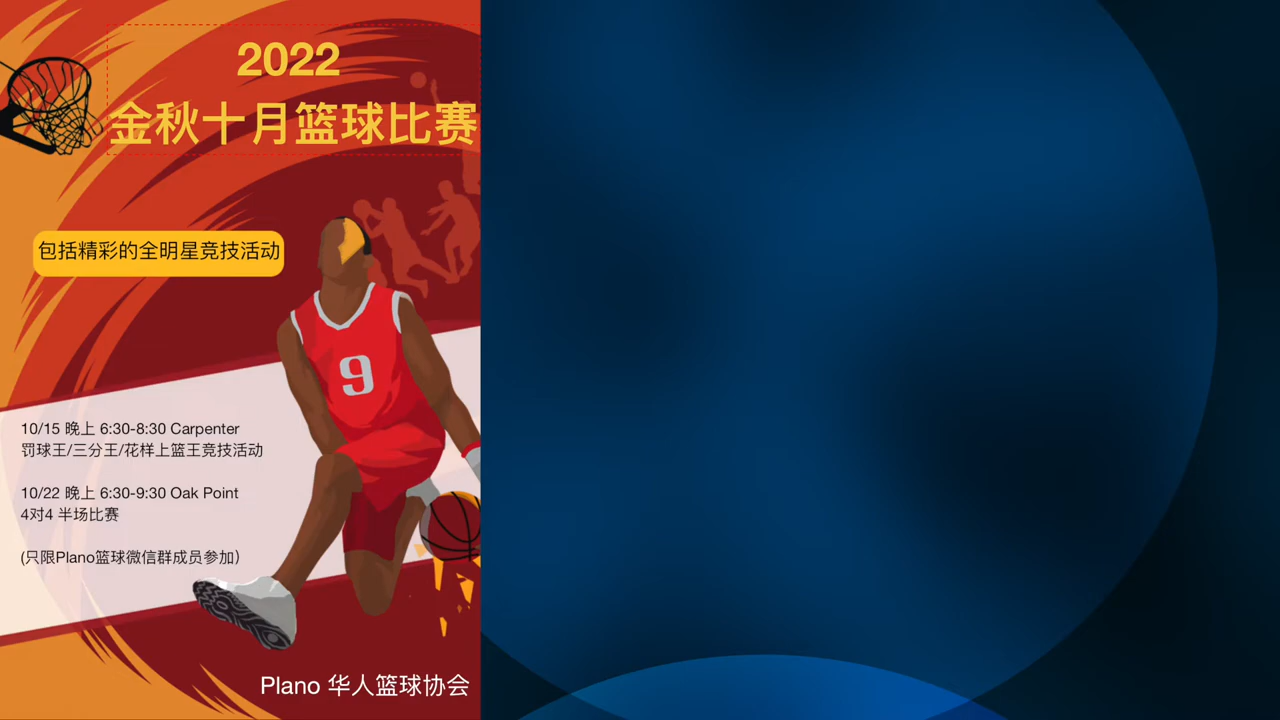 2022
金秋十月篮球比赛
包括精彩的全明星竞技活动
9
10/15 晚上 6:30-8:30 Carpenter
罚球王/三分王/花样上篮王竞技活动
10/22 晚上 6:30-9:30 Oak Point
4对4 半场比赛
(只限Plano篮球微信群成员参加）
Plano 华人篮球协会